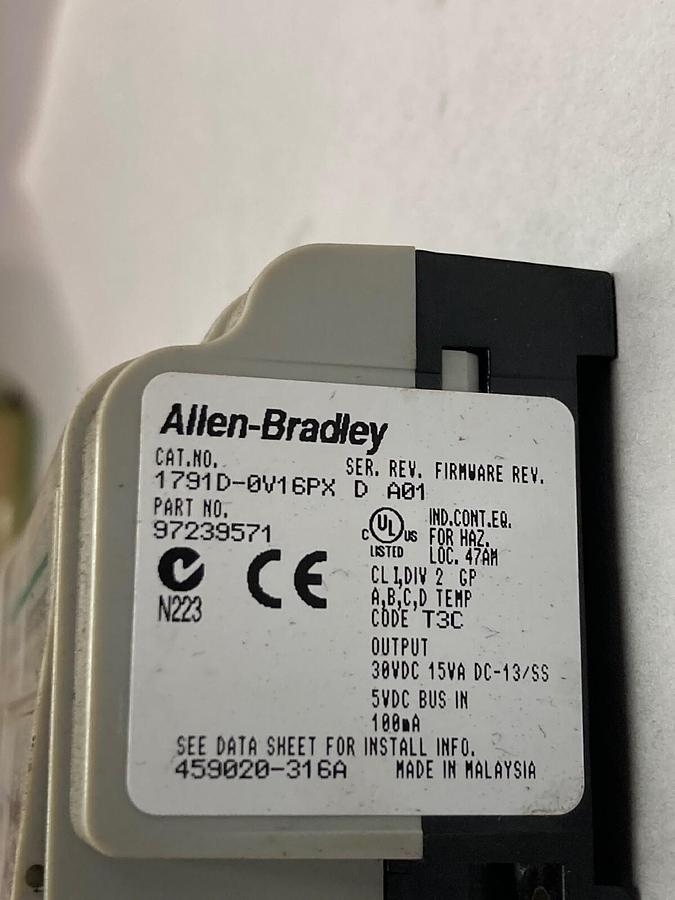 Allen-Bradley
CAT.NO. SER. REV. FIRMWARE REV.
1791D-0V16PX D A01
PART NO.
97239571
C UL US
LISTED
IND.CONT.EQ.
FOR HAZ.
LOC. 47AM
CE
N223
CL I,DIV 2 GP
A,B,C,D TEMP
CODE T3C
OUTPUT
30VDC 15VA DC-13/SS
5VDC BUS IN
100mA
SEE DATA SHEET FOR INSTALL INFO.
459020-316A MADE IN MALAYSIA